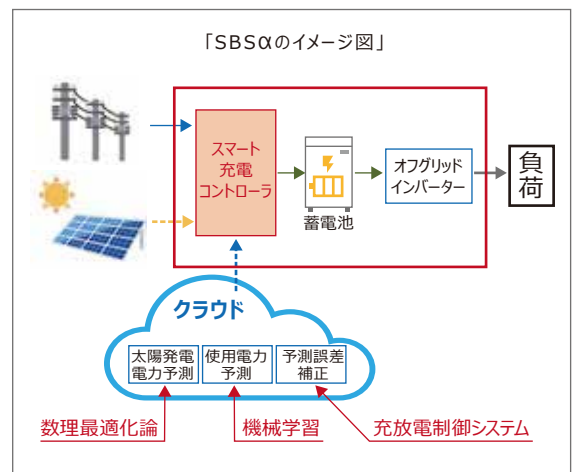 「SBSαのイメージ図」
スマート
充電
コントローラ
蓄電池
オフグリッド
インバーター
負
荷
クラウド
太陽発電
電力予測
使用電力
予測
予測誤差
補正
数理最適化論
機械学習
充放電制御システム